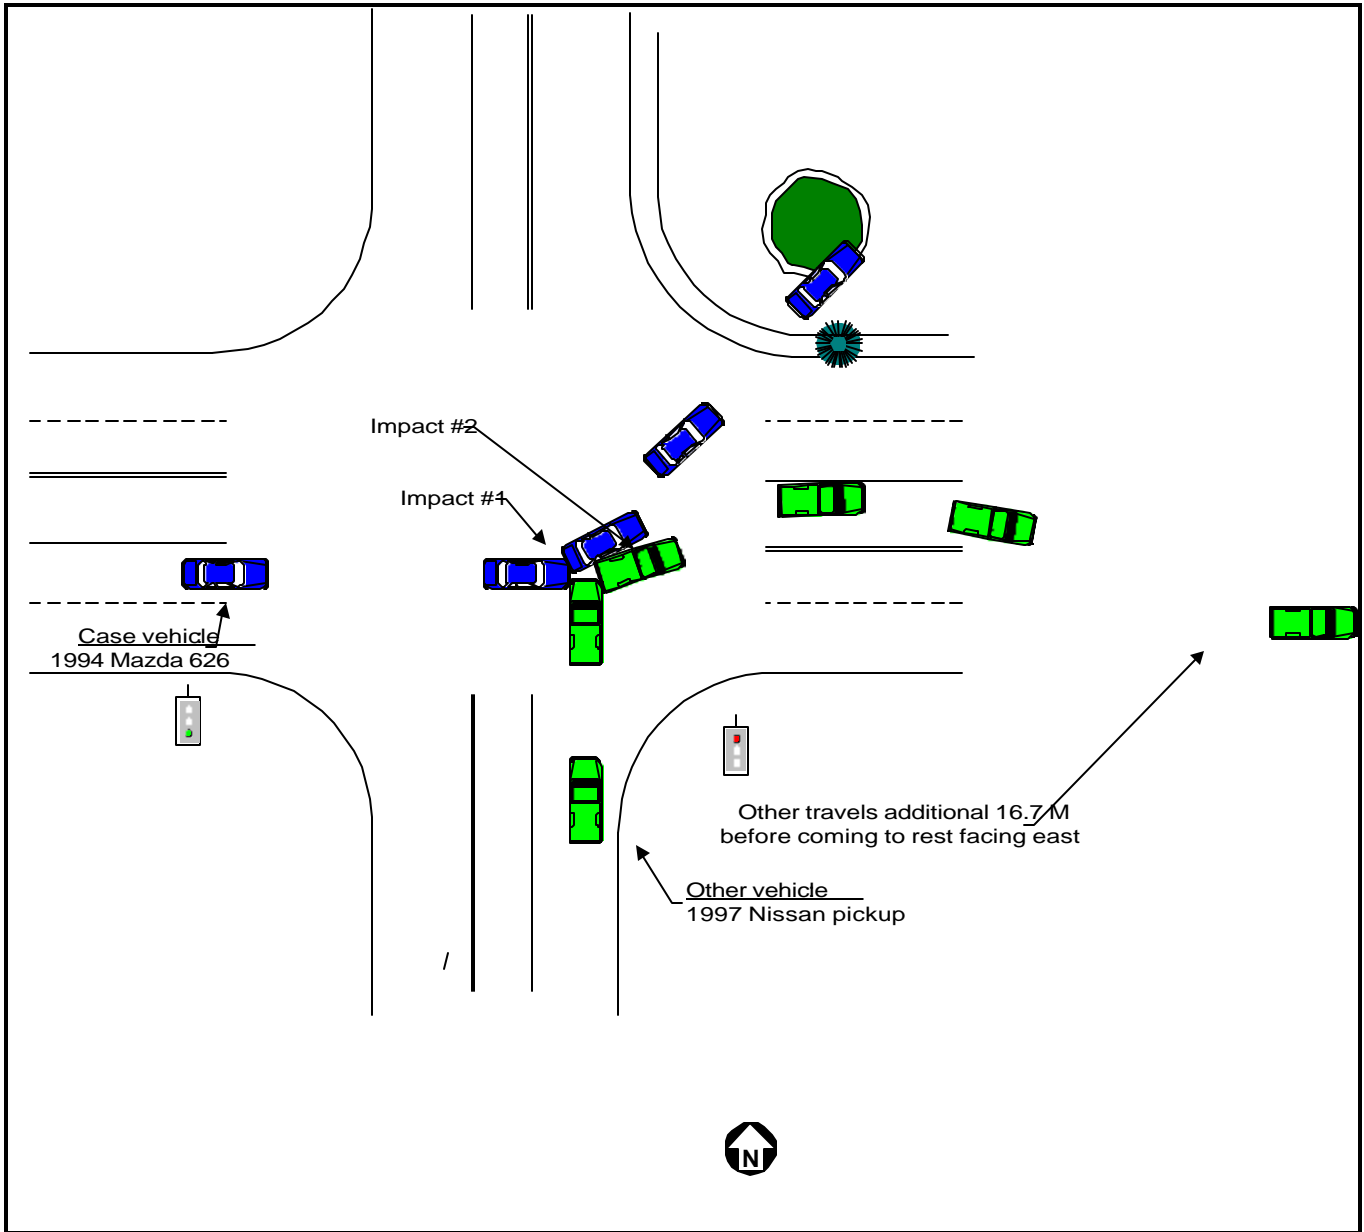 Impact #2
Impact #1
Case vehicle
1994 Mazda 626
Other travels additional 16.7 M
before coming to rest facing east
Other vehicle
1997 Nissan pickup
N